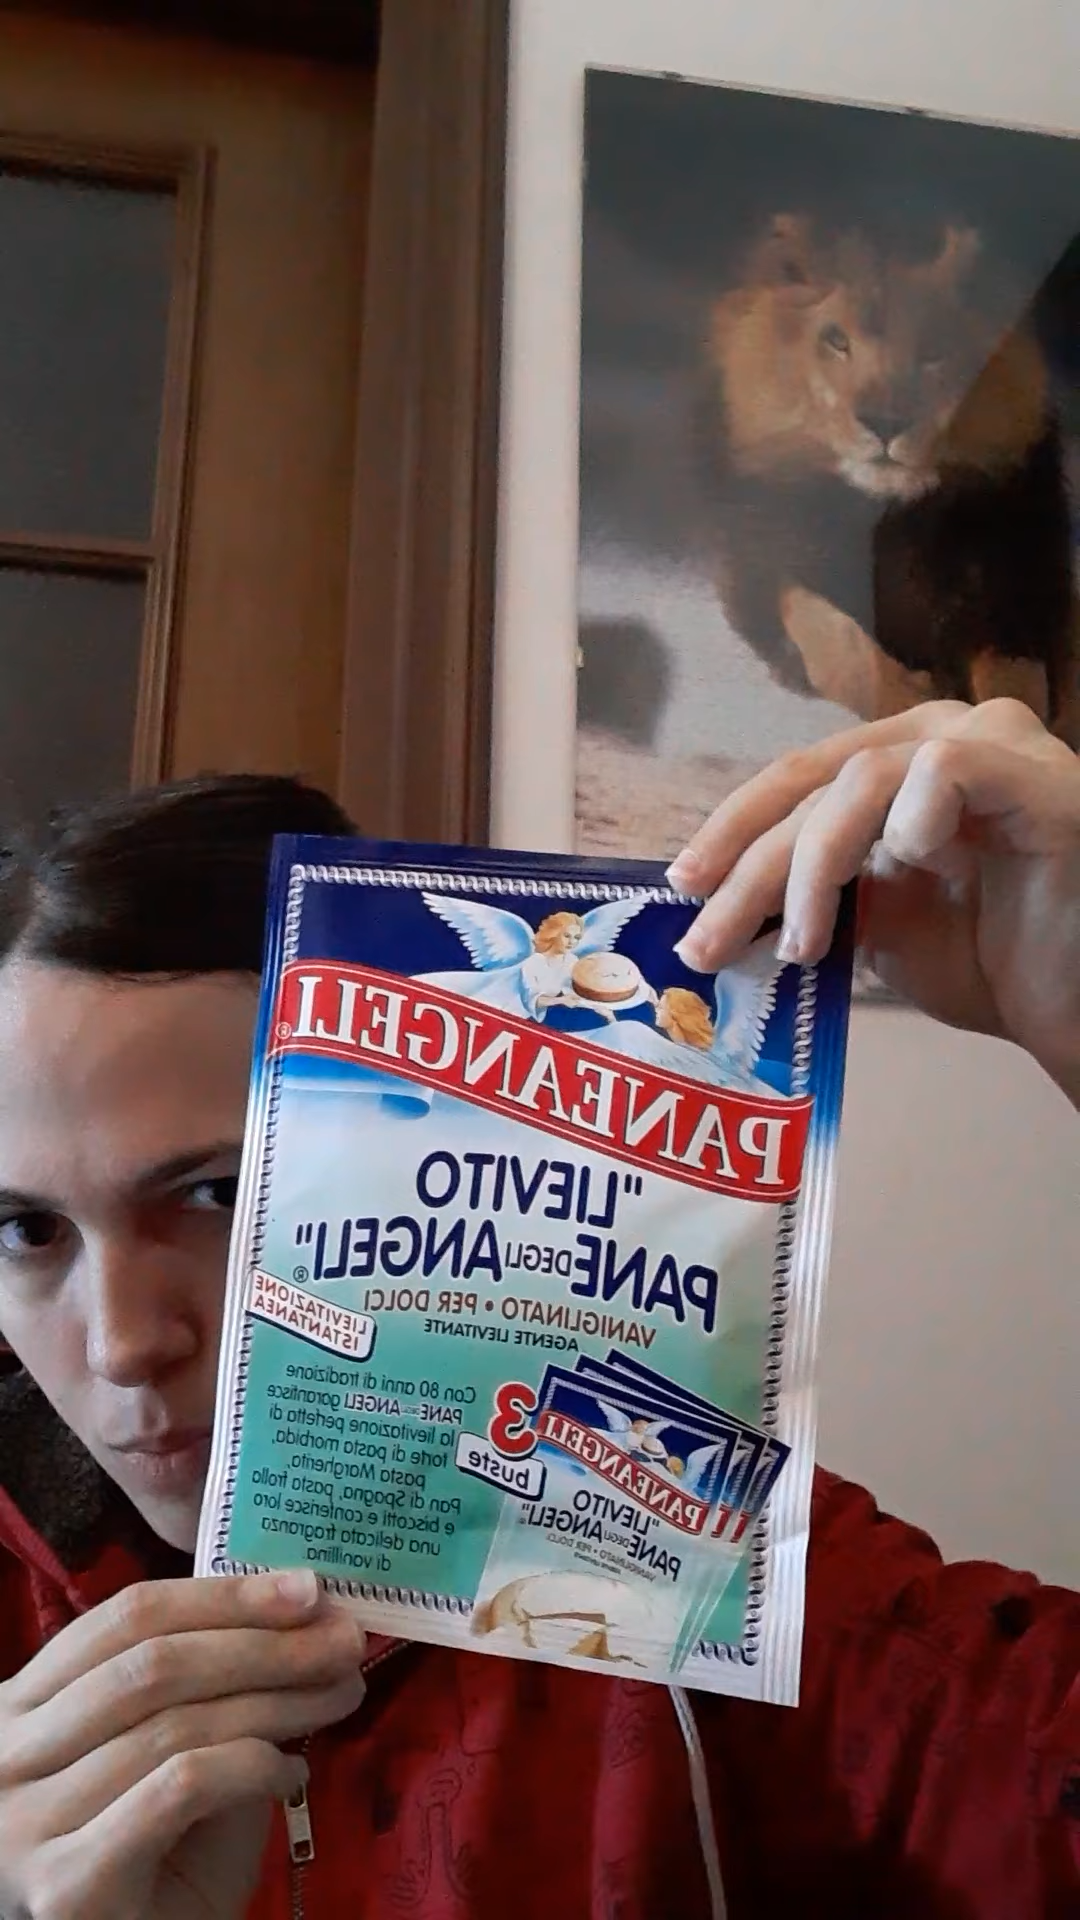 PANEANGELI®
"LIEVITO
PANE DEGLI ANGELI"®
VANIGLINATO • PER DOLCI
AGENTE LIEVITANTE
LIEVITAZIONE
ISTANTANEA
Con 80 anni di tradizione
PANE DEGLI ANGELI garantisce
la lievitazione perfetta di
torte di pasta morbida,
pasta Margherita,
Pan di Spagna, pasta frolla
e biscotti e conferisce loro
una delicata fragranza
di vanillina.
3
buste
PANEANGELI
"LIEVITO
PANE DEGLI ANGELI"
VANIGLINATO • PER DOLCI